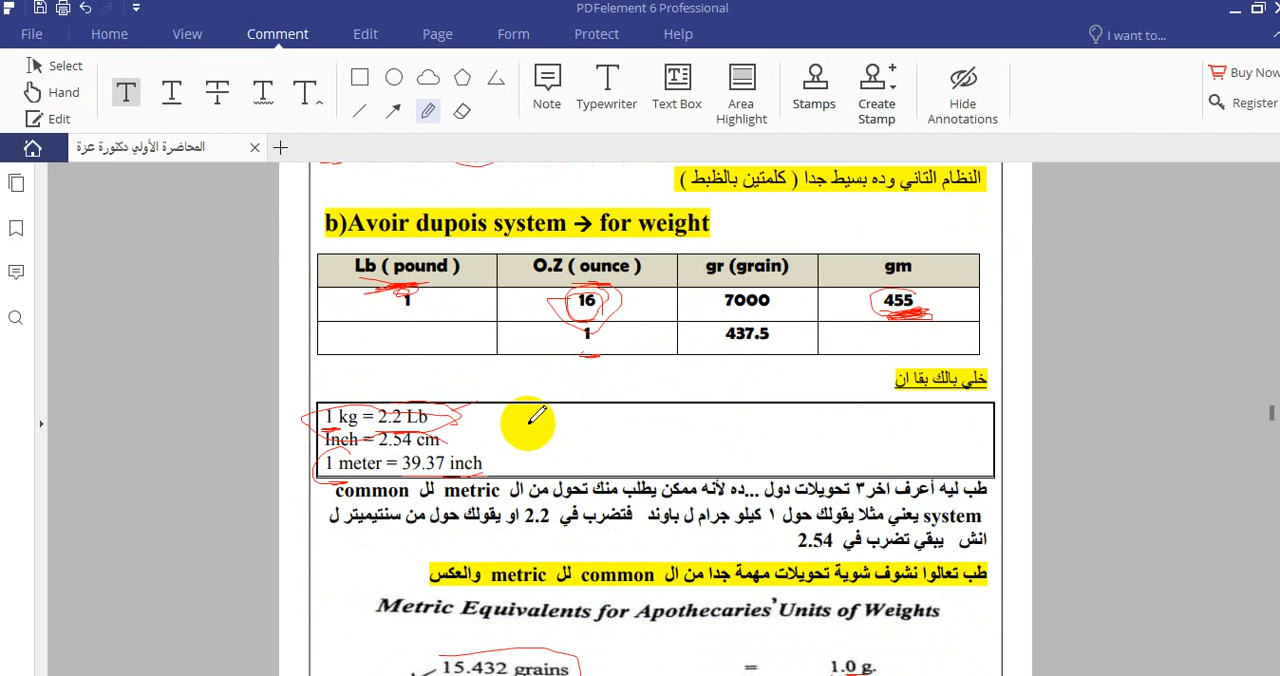 PDFelement 6 Professional
File Home View Comment Edit Page Form Protect Help I want to...
Select
Hand
Edit
T T T T T
Note Typewriter Text Box Area Highlight Stamps Create Stamp Hide Annotations
Buy Now
Register
المحاضرة الأولي دكتورة عزة
النظام التاني وده بسيط جدا ( كلمتين بالظبط )
b)Avoir dupois system → for weight
Lb ( pound ) O.Z ( ounce ) gr (grain) gm
1 16 7000 455
1 437.5
خلي بالك بقا ان
1 kg = 2.2 Lb
Inch = 2.54 cm
1 meter = 39.37 inch
طب ليه أعرف اخر ٣ تحويلات دول ...ده لأنه ممكن يطلب منك تحول من ال metric لل common
system يعني مثلا يقولك حول ١ كيلو جرام ل باوند فتضرب في 2.2 او يقولك حول من سنتيميتر ل
انش يبقي تضرب في 2.54
طب تعالوا نشوف شوية تحويلات مهمة جدا من ال common لل metric والعكس
Metric Equivalents for Apothecaries' Units of Weights
15.432 grains = 1.0 g.